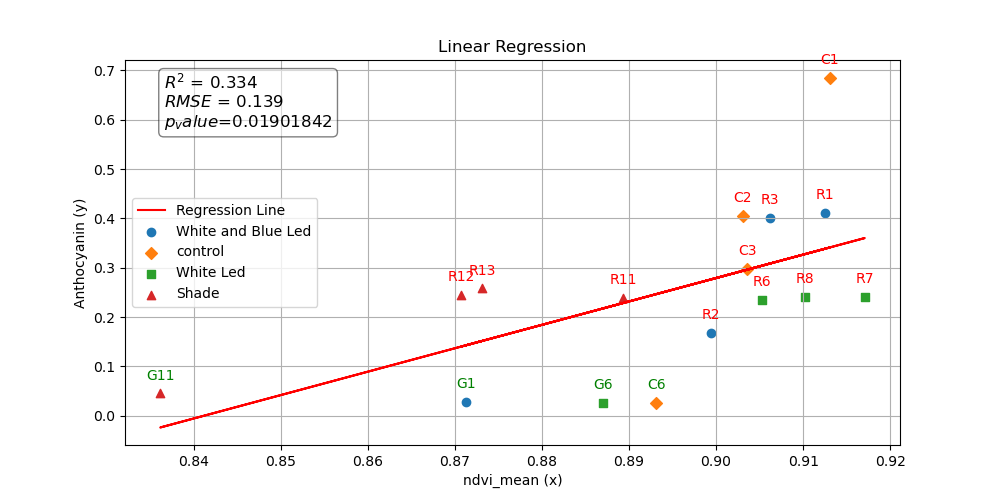 Linear Regression
R² = 0.334
RMSE = 0.139
pᵥalue=0.01901842
Regression Line
White and Blue Led
control
White Led
Shade
C1
C2
R3
R1
C3
R12
R13
R11
R6
R8
R7
R2
G11
G1
G6
C6
0.7
0.6
0.5
0.4
0.3
0.2
0.1
0.0
Anthocyanin (y)
0.84 0.85 0.86 0.87 0.88 0.89 0.90 0.91 0.92
ndvi_mean (x)